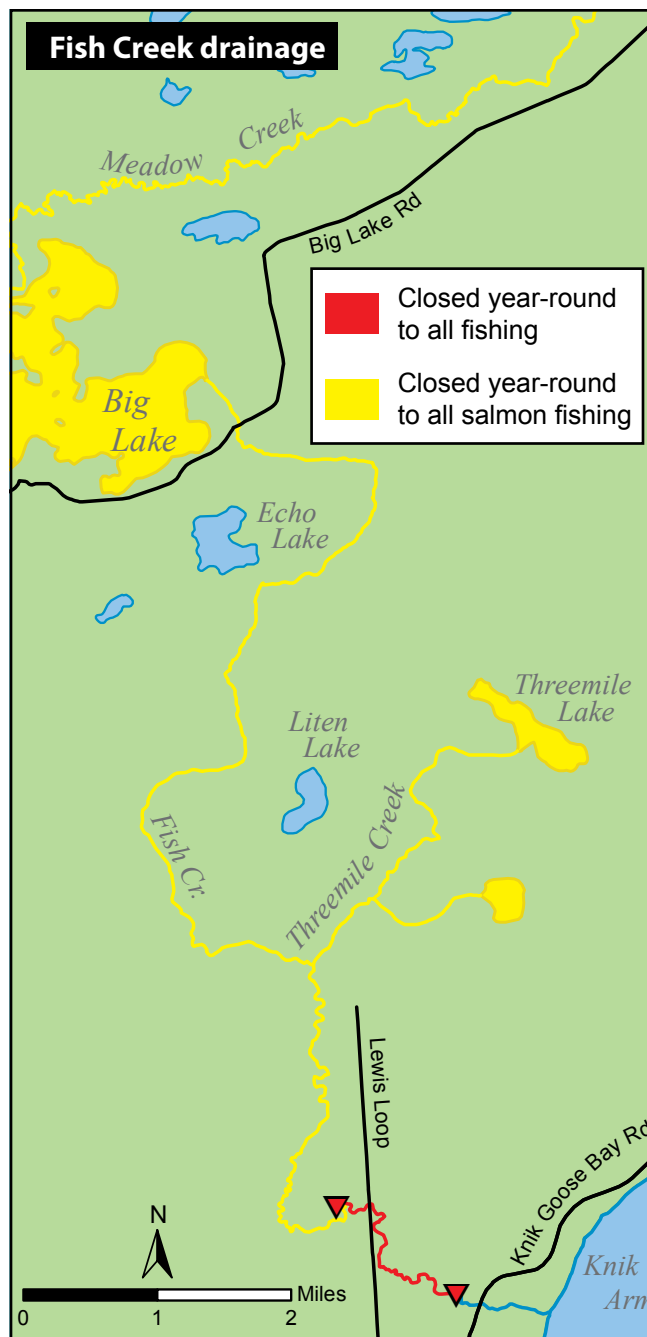 Fish Creek drainage
Meadow Creek
Big Lake Rd
Closed year-round
to all fishing
Closed year-round
to all salmon fishing
Big
Lake
Echo
Lake
Threemile
Lake
Liten
Lake
Fish Cr.
Threemile Creek
Lewis Loop
Knik Goose Bay Rd
N
Knik
Arm
Miles
0 1 2